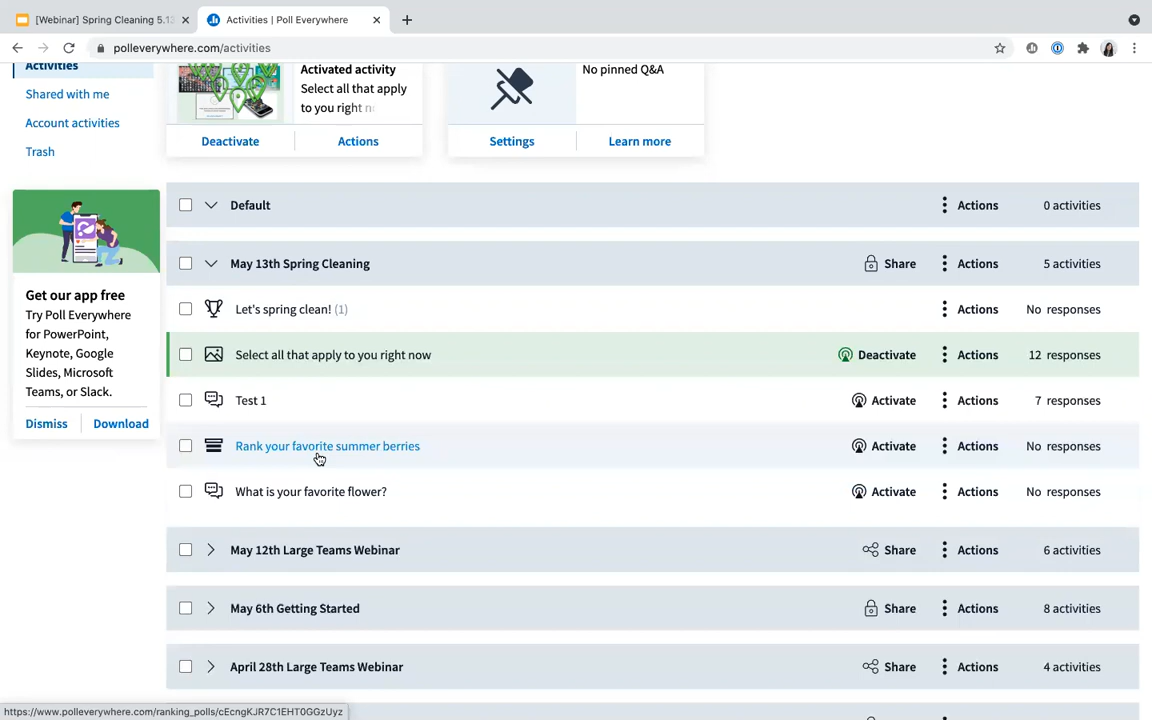 [Webinar] Spring Cleaning 5.1
Activities | Poll Everywhere
polleverywhere.com/activities
Activities
Shared with me
Account activities
Trash
Activated activity
Select all that apply
to you right n
Deactivate
Actions
No pinned Q&A
Settings
Learn more
Get our app free
Try Poll Everywhere
for PowerPoint,
Keynote, Google
Slides, Microsoft
Teams, or Slack.
Dismiss
Download
Default
Actions
0 activities
May 13th Spring Cleaning
Share
Actions
5 activities
Let's spring clean! (1)
Actions
No responses
Select all that apply to you right now
Deactivate
Actions
12 responses
Test 1
Activate
Actions
7 responses
Rank your favorite summer berries
Activate
Actions
No responses
What is your favorite flower?
Activate
Actions
No responses
May 12th Large Teams Webinar
Share
Actions
6 activities
May 6th Getting Started
Share
Actions
8 activities
April 28th Large Teams Webinar
Share
Actions
4 activities
https://www.polleverywhere.com/ranking_polls/cEcngKJR7C1EHT0GGzUyz